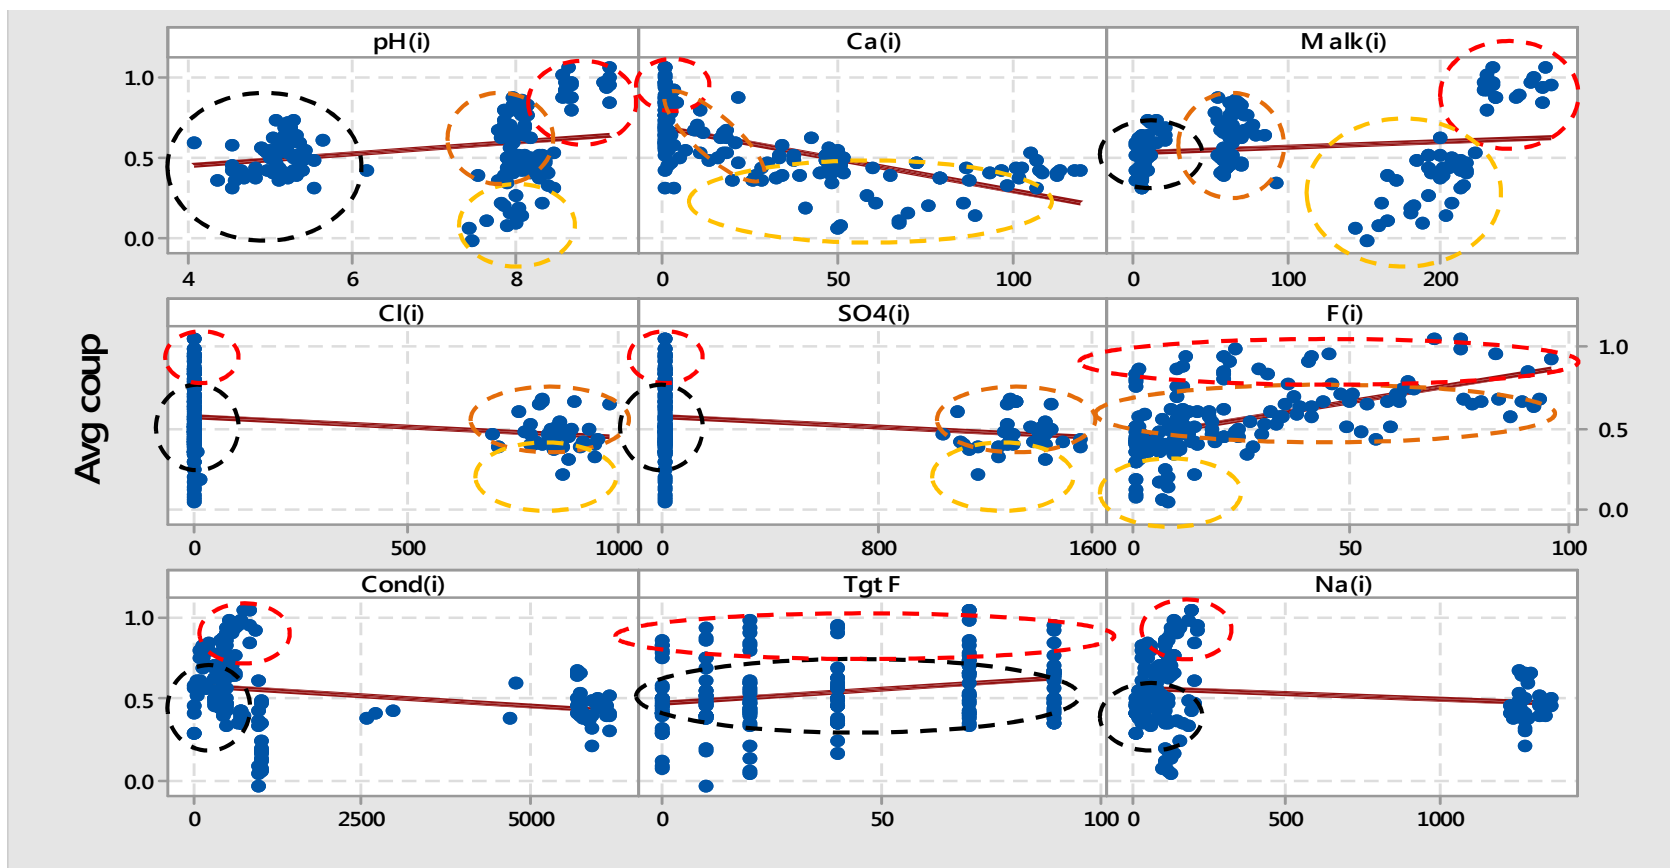 pH(i) Ca(i) M alk(i)
1.0
0.5
0.0
4 6 8 0 50 100 0 100 200
Cl(i) SO4(i) F(i)
Avg coup
1.0
0.5
0.0
0 500 1000 0 800 1600 0 50 100
Cond(i) Tgt F Na(i)
1.0
0.5
0.0
0 2500 5000 0 50 100 0 500 1000